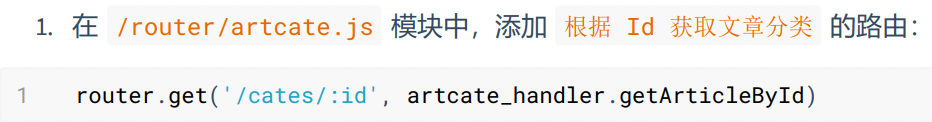 1. 在 /router/artcate.js 模块中，添加 根据 Id 获取文章分类 的路由：
1 router.get('/cates/:id', artcate_handler.getArticleById)